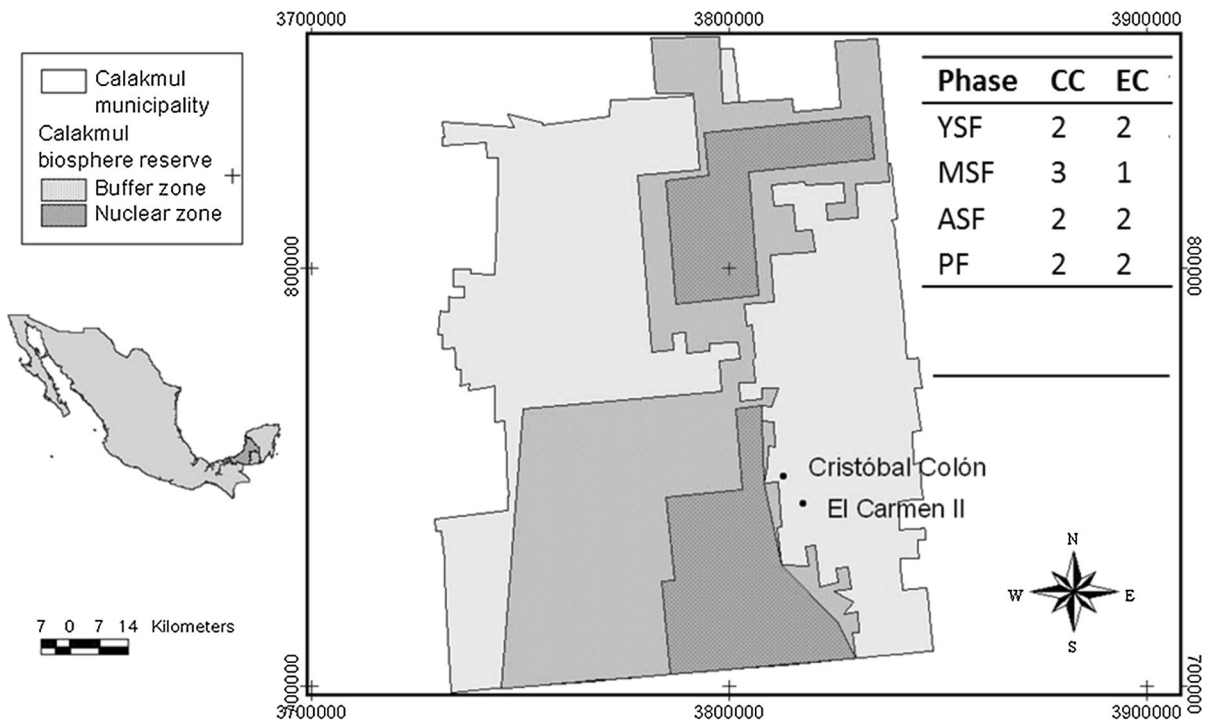 3700000 3800000 3900000
Calakmul
municipality
Calakmul
biosphere reserve
Buffer zone
Nuclear zone
Phase CC EC
YSF 2 2
MSF 3 1
ASF 2 2
PF 2 2
800000
800000
Cristóbal Colón
El Carmen II
N
W E
S
7 0 7 14 Kilometers
700000
700000
3700000 3800000 3900000